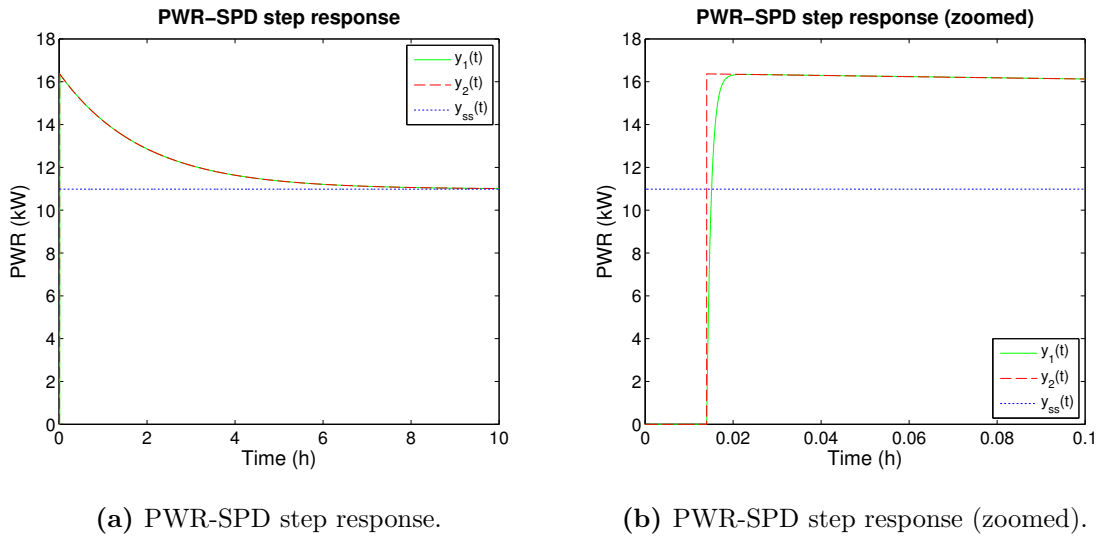 PWR−SPD step response
18
16
14
12
10
8
6
4
2
0
PWR (kW)
0 2 4 6 8 10
Time (h)
y1(t)
y2(t)
yss(t)
(a) PWR-SPD step response.
PWR−SPD step response (zoomed)
18
16
14
12
10
8
6
4
2
0
PWR (kW)
0 0.02 0.04 0.06 0.08 0.1
Time (h)
y1(t)
y2(t)
yss(t)
(b) PWR-SPD step response (zoomed).